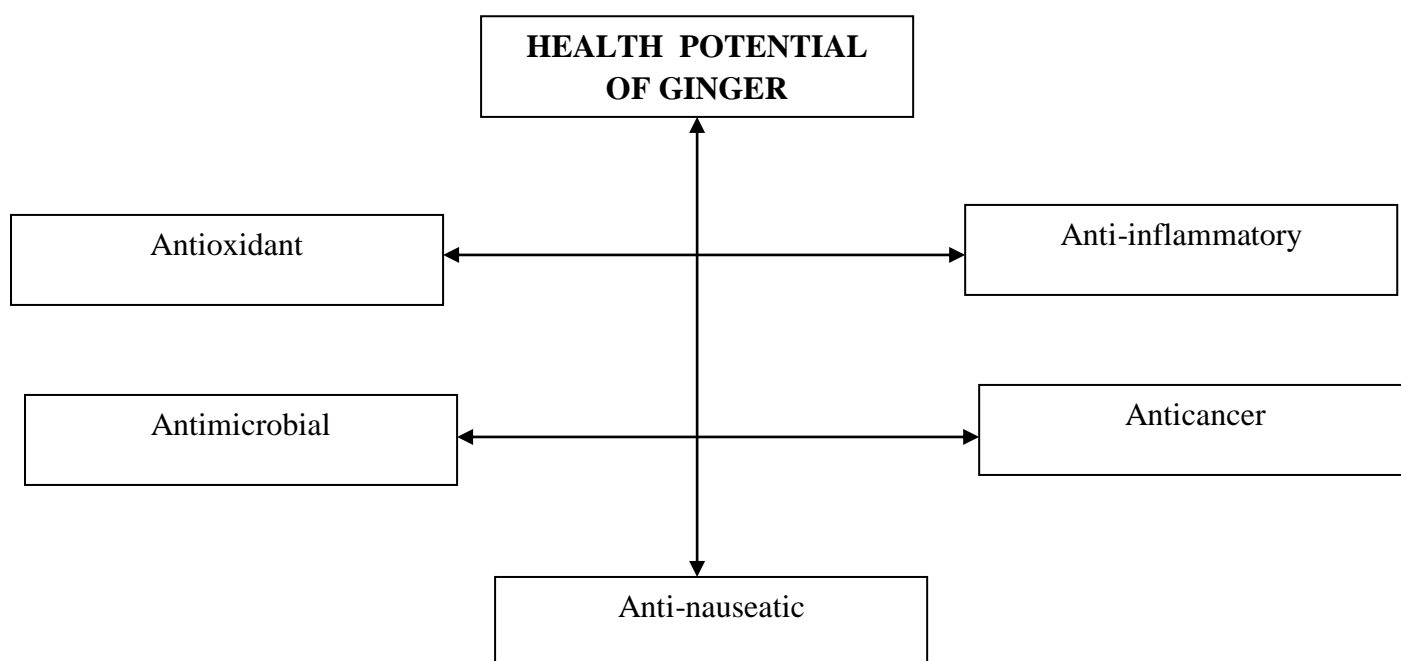 HEALTH POTENTIAL
OF GINGER
Antioxidant
Anti-inflammatory
Antimicrobial
Anticancer
Anti-nauseatic